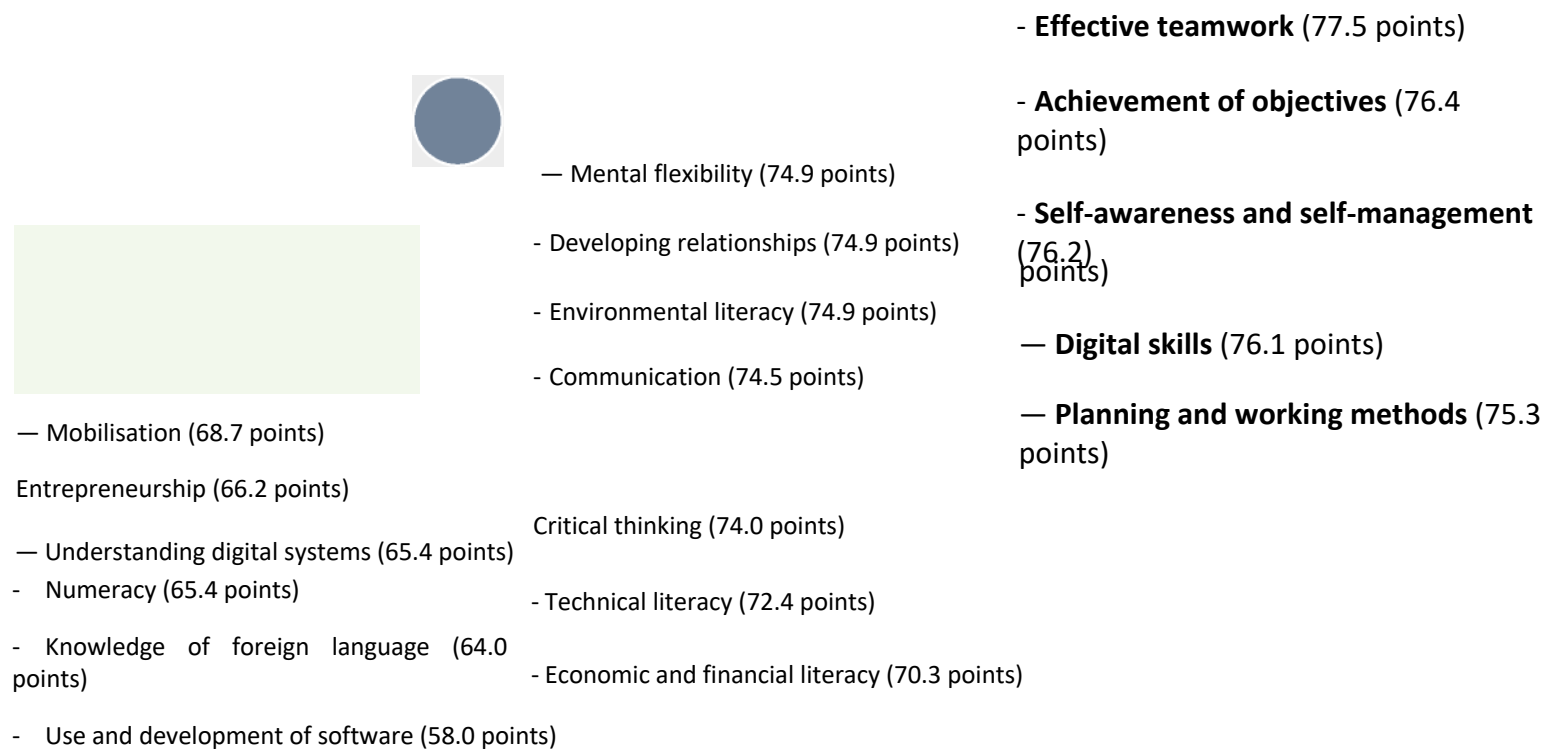 - Effective teamwork (77.5 points)
- Achievement of objectives (76.4
points)
- Self-awareness and self-management
(76.2)
points)
— Digital skills (76.1 points)
— Planning and working methods (75.3
points)
— Mental flexibility (74.9 points)
- Developing relationships (74.9 points)
- Environmental literacy (74.9 points)
- Communication (74.5 points)
Critical thinking (74.0 points)
- Technical literacy (72.4 points)
- Economic and financial literacy (70.3 points)
— Mobilisation (68.7 points)
Entrepreneurship (66.2 points)
— Understanding digital systems (65.4 points)
- Numeracy (65.4 points)
- Knowledge of foreign language (64.0
points)
- Use and development of software (58.0 points)